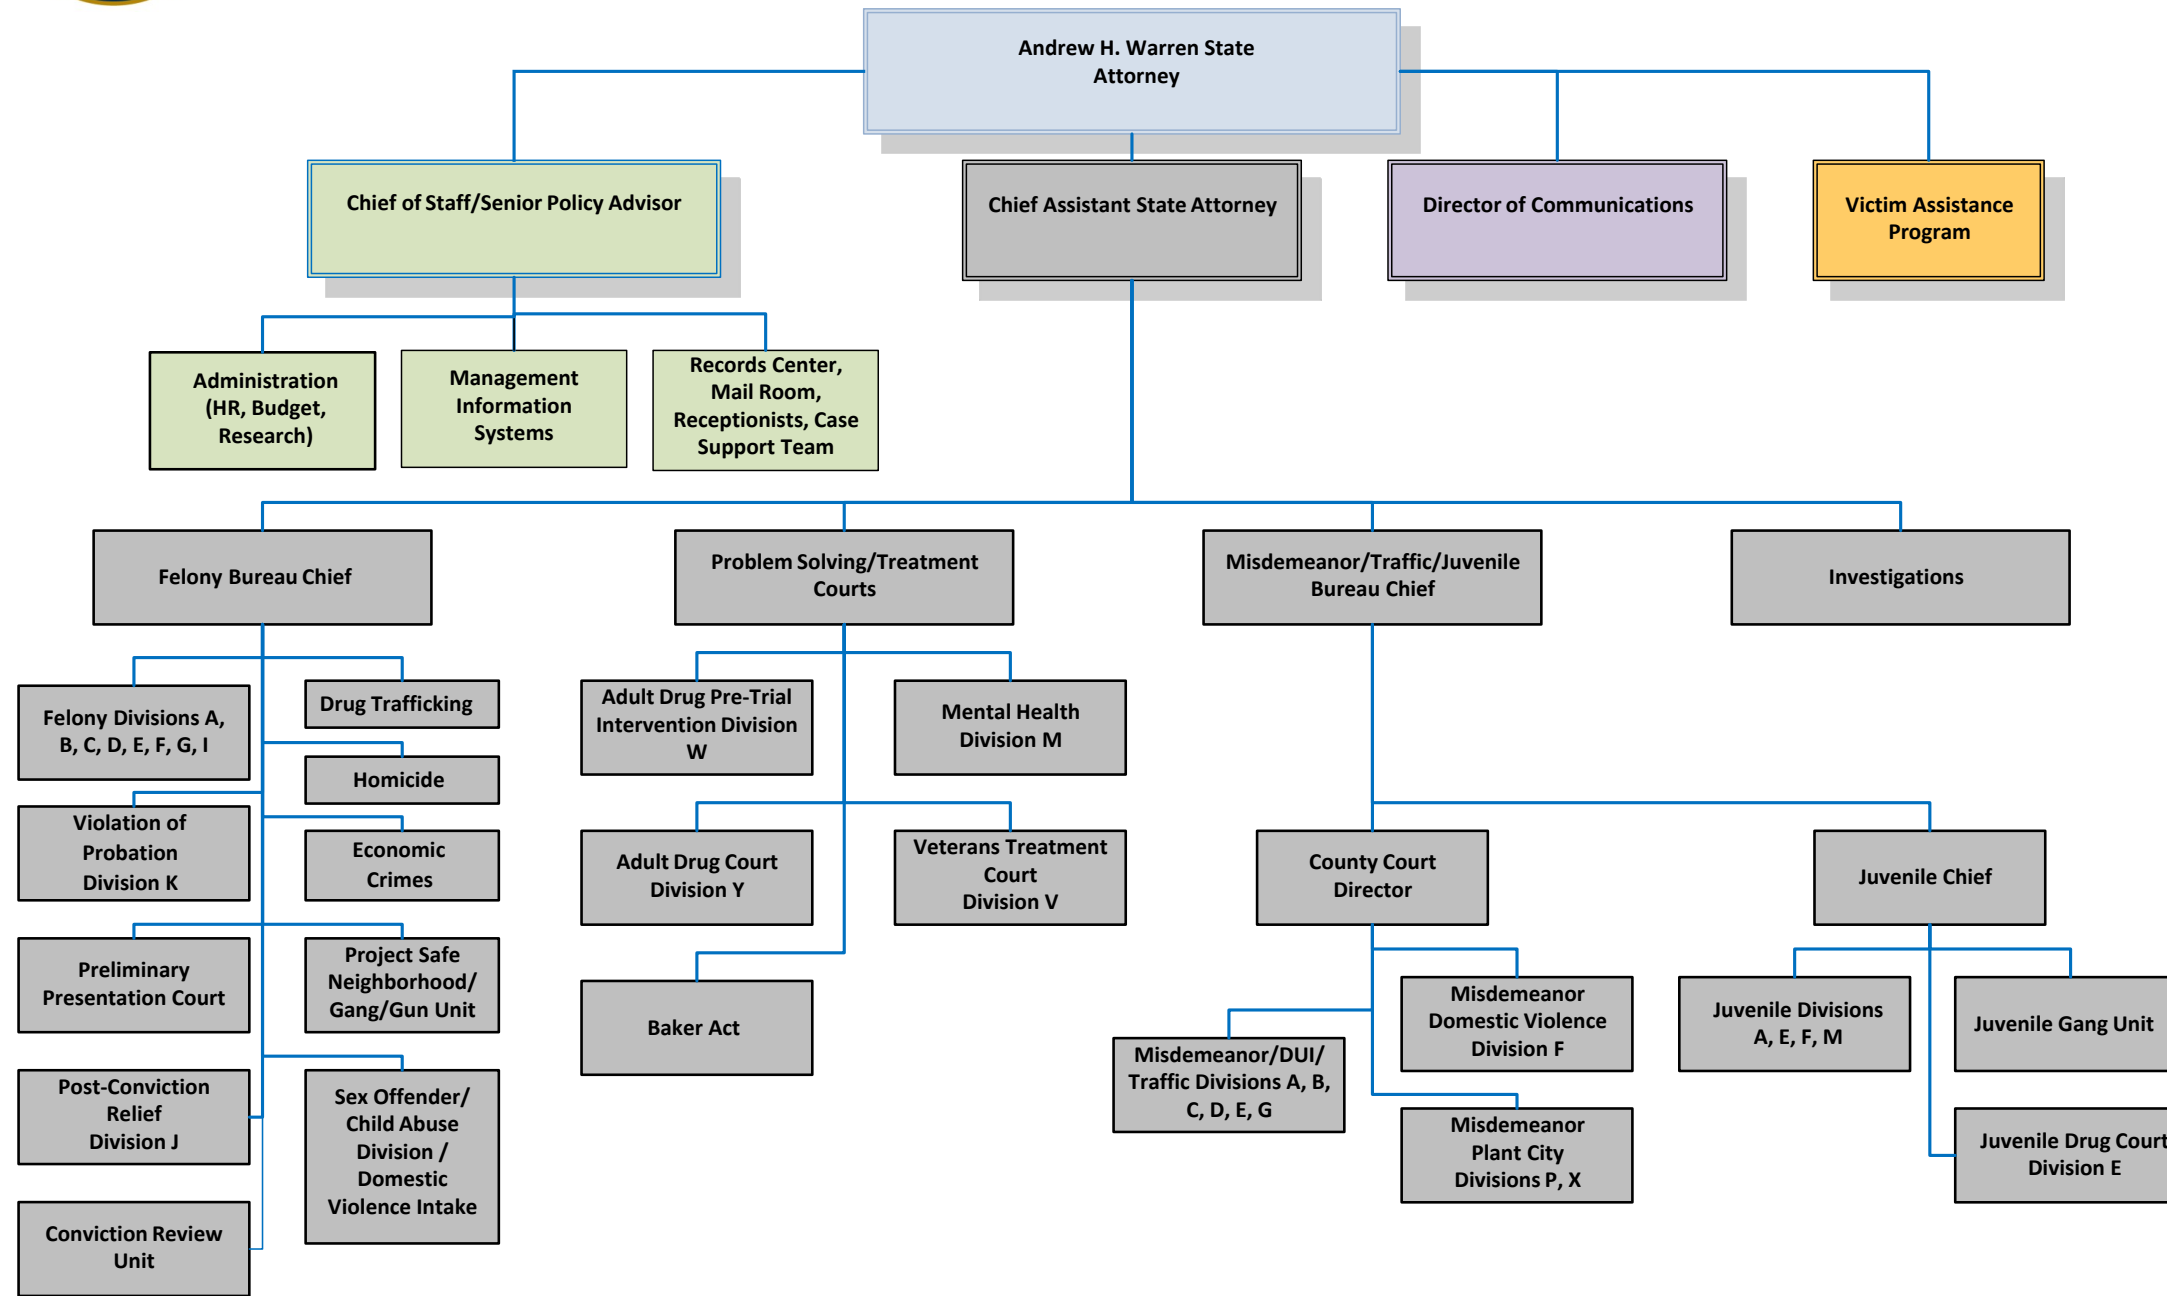 Andrew H. Warren State
Attorney
Chief of Staff/Senior Policy Advisor
Chief Assistant State Attorney
Director of Communications
Victim Assistance
Program
Administration
(HR, Budget,
Research)
Management
Information
Systems
Records Center,
Mail Room,
Receptionists, Case
Support Team
Felony Bureau Chief
Problem Solving/Treatment
Courts
Misdemeanor/Traffic/Juvenile
Bureau Chief
Investigations
Felony Divisions A,
B, C, D, E, F, G, I
Drug Trafficking
Homicide
Violation of
Probation
Division K
Economic
Crimes
Preliminary
Presentation Court
Project Safe
Neighborhood/
Gang/Gun Unit
Post-Conviction
Relief
Division J
Sex Offender/
Child Abuse
Division /
Domestic
Violence Intake
Conviction Review
Unit
Adult Drug Pre-Trial
Intervention Division
W
Mental Health
Division M
Adult Drug Court
Division Y
Veterans Treatment
Court
Division V
Baker Act
County Court
Director
Juvenile Chief
Misdemeanor
Domestic Violence
Division F
Misdemeanor/DUI/
Traffic Divisions A, B,
C, D, E, G
Misdemeanor
Plant City
Divisions P, X
Juvenile Divisions
A, E, F, M
Juvenile Gang Unit
Juvenile Drug Court
Division E